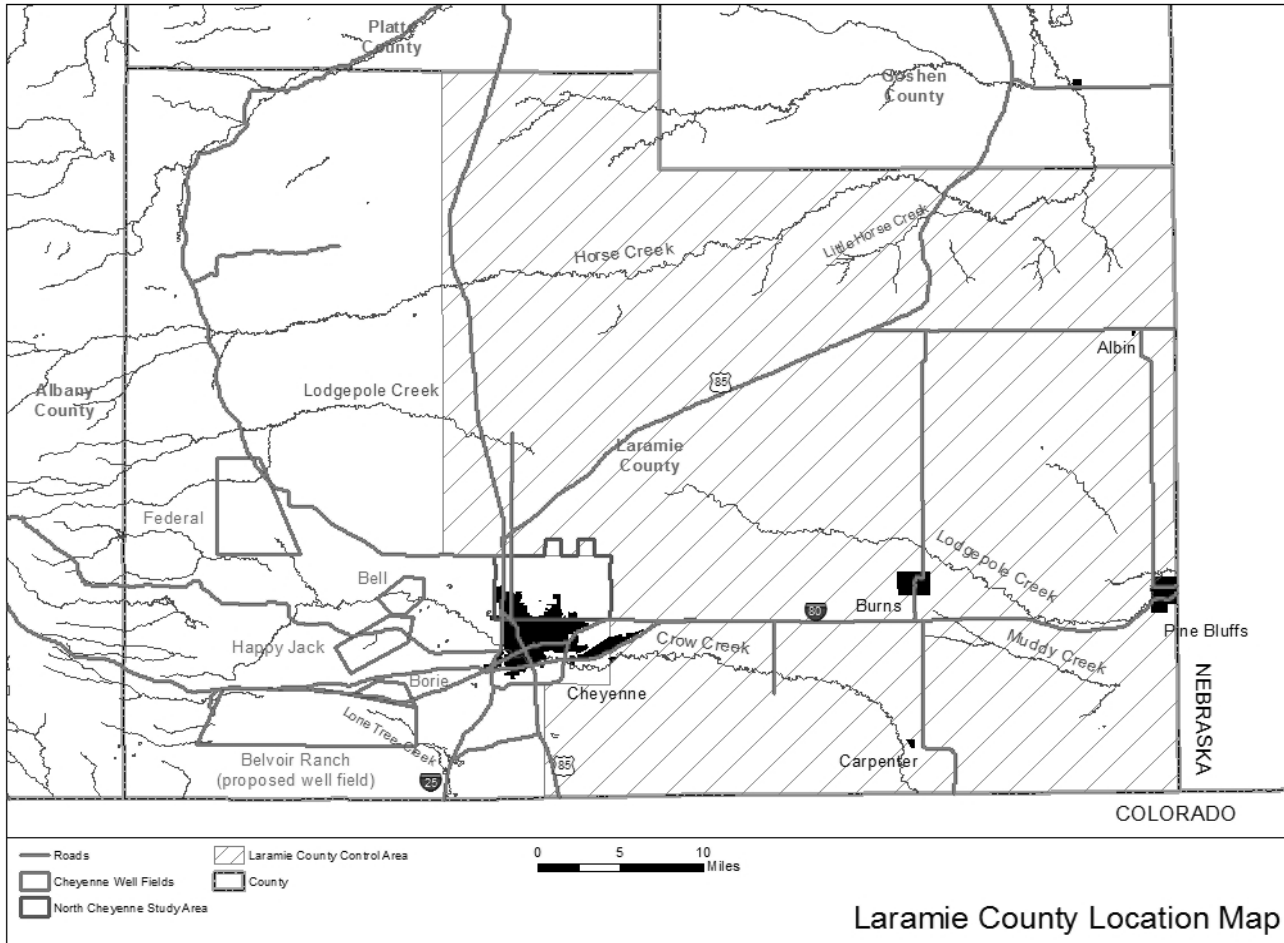 Platte
County
Goshen
County
Horse Creek
Little Horse Creek
Albin
85
Albany
County
Lodgepole Creek
Laramie
County
Federal
Lodgepole Creek
Bell
Burns
80
Pine Bluffs
Happy Jack
Crow Creek
Muddy Creek
Borie
Cheyenne
NEBRASKA
Lone Tree Creek
Belvoir Ranch
(proposed well field)
25
85
Carpenter
COLORADO
Roads
Laramie County Control Area
Cheyenne Well Fields
County
North Cheyenne Study Area
0 5 10
Miles
Laramie County Location Map